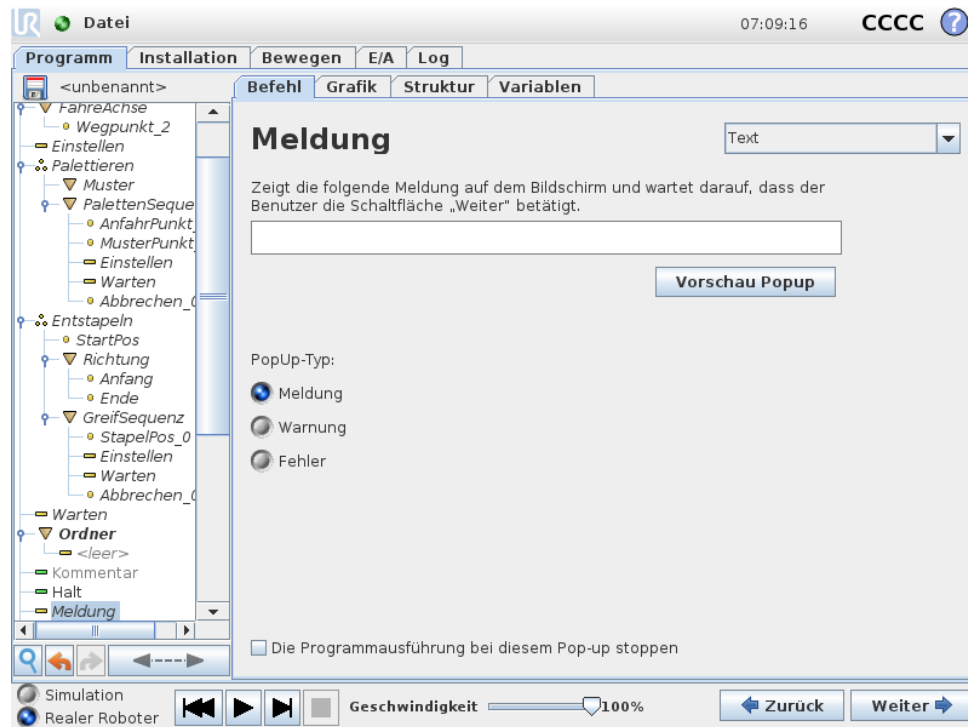 Datei
07:09:16
CCCC
?
Programm Installation Bewegen E/A Log
<unbenannt>
Befehl Grafik Struktur Variablen
FahreAchse
Wegpunkt_2
Einstellen
Palettieren
Muster
PalettenSeque
AnfahrPunkt_
MusterPunkt_
Einstellen
Warten
Abbrechen_0
Entstapeln
StartPos
Richtung
Anfang
Ende
GreifSequenz
StapelPos_0
Einstellen
Warten
Abbrechen_0
Warten
Ordner
<leer>
Kommentar
Halt
Meldung
Meldung
Text
Zeigt die folgende Meldung auf dem Bildschirm und wartet darauf, dass der
Benutzer die Schaltfläche „Weiter" betätigt.
Vorschau Popup
PopUp-Typ:
Meldung
Warnung
Fehler
Die Programmausführung bei diesem Pop-up stoppen
Simulation
Realer Roboter
Geschwindigkeit 100%
Zurück
Weiter